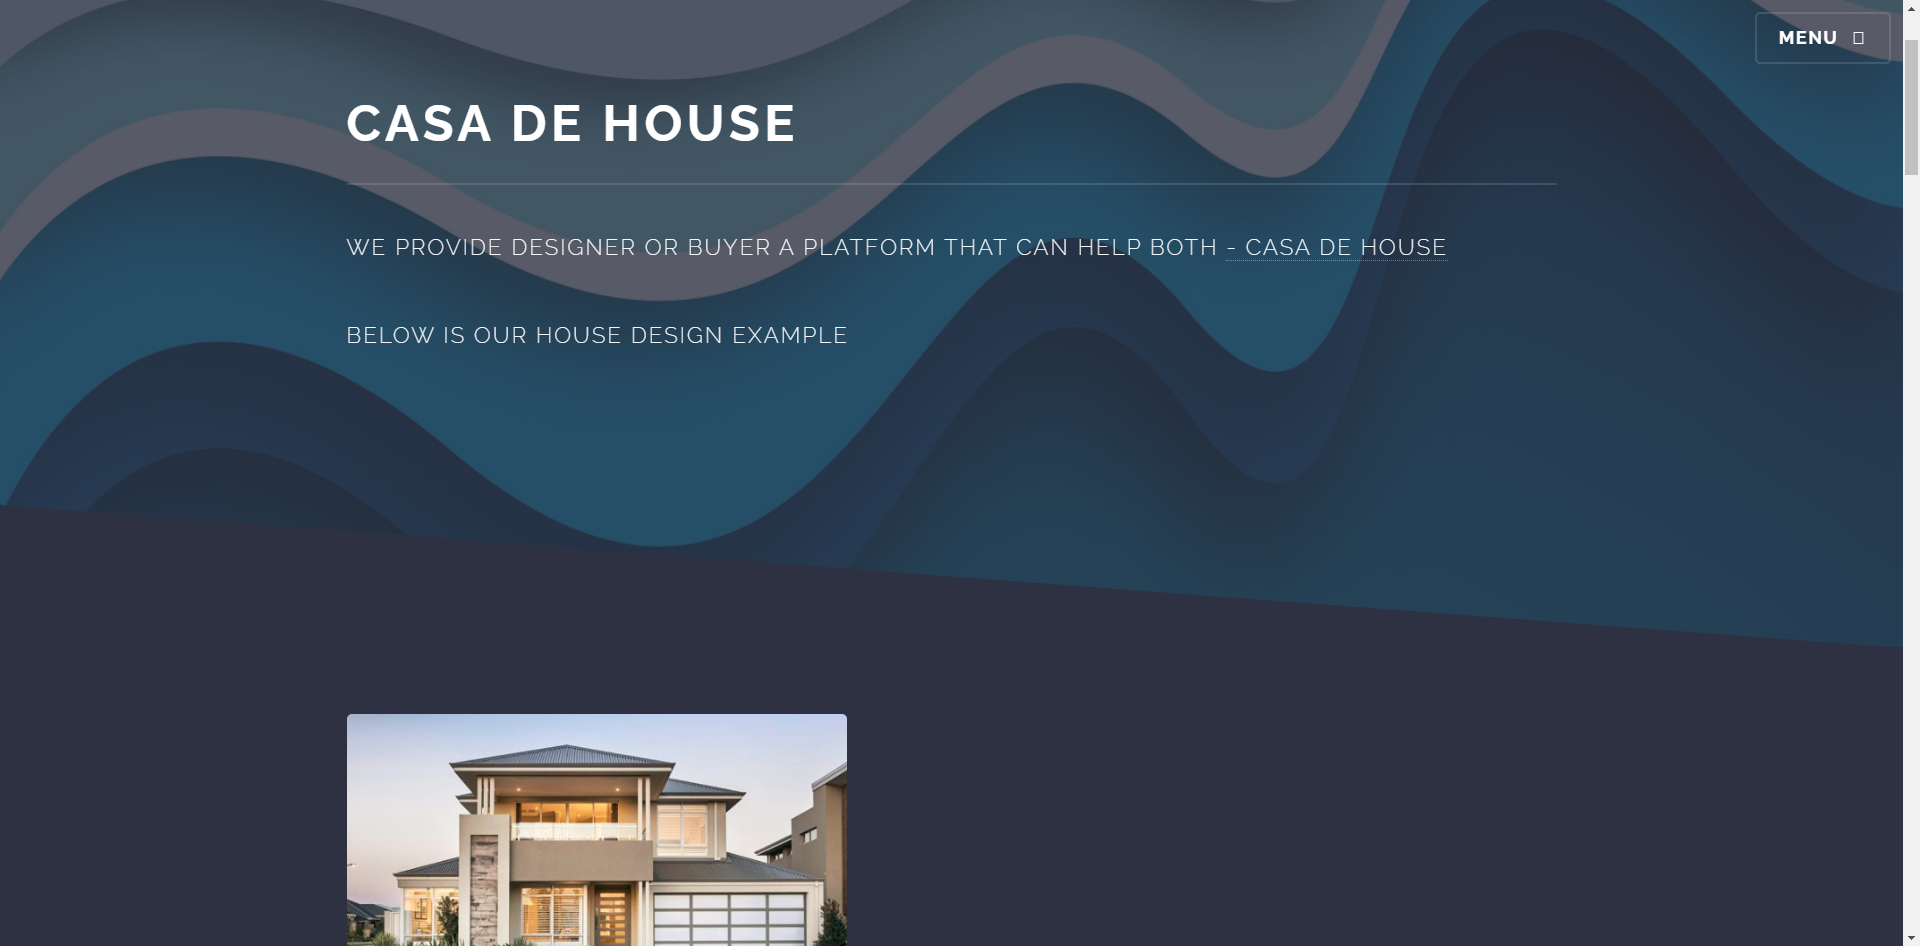 MENU
CASA DE HOUSE
WE PROVIDE DESIGNER OR BUYER A PLATFORM THAT CAN HELP BOTH - CASA DE HOUSE
BELOW IS OUR HOUSE DESIGN EXAMPLE